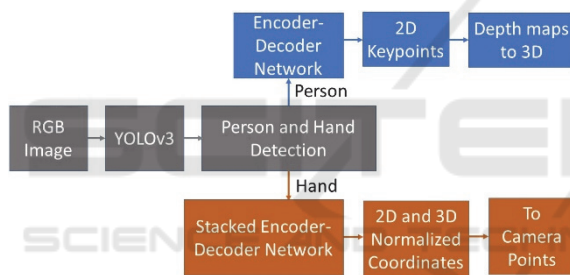 Encoder-
Decoder
Network
2D
Keypoints
Depth maps
to 3D
Person
RGB
Image
YOLOv3
Person and Hand
Detection
Hand
Stacked Encoder-
Decoder Network
2D and 3D
Normalized
Coordinates
To
Camera
Points